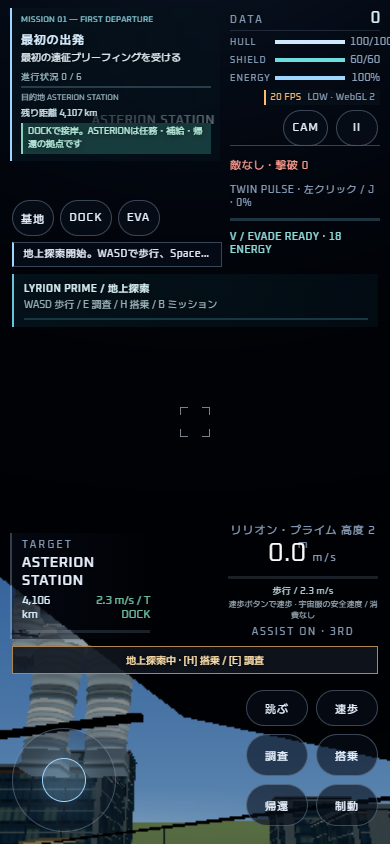 MISSION 01 — FIRST DEPARTURE
最初の出発
最初の遠征ブリーフィングを受ける
進行状況 0 / 6
目的地 ASTERION STATION
残り距離 4,107 km
ASTERION STATION
DOCKで接岸。ASTERIONは任務・補給・帰
還の拠点です
DATA 0
HULL 100/100
SHIELD 60/60
ENERGY 100%
20 FPS LOW · WebGL 2
CAM II
敵なし · 撃破 0
TWIN PULSE · 左クリック / J
· 0%
V / EVADE READY · 18
ENERGY
基地 DOCK EVA
地上探索開始。WASDで歩行、Space...
LYRION PRIME / 地上探索
WASD 歩行 / E 調査 / H 搭乗 / B ミッション
TARGET
ASTERION
STATION
4,106
km
2.3 m/s / T
DOCK
リリオン・プライム 高度 2
m
0.0 m/s
歩行 / 2.3 m/s
速歩ボタンで速歩 · 宇宙服の安全速度 / 消
費なし
ASSIST ON · 3RD
地上探索中 · [H] 搭乗 / [E] 調査
跳ぶ 速歩
調査 搭乗
帰還 制動